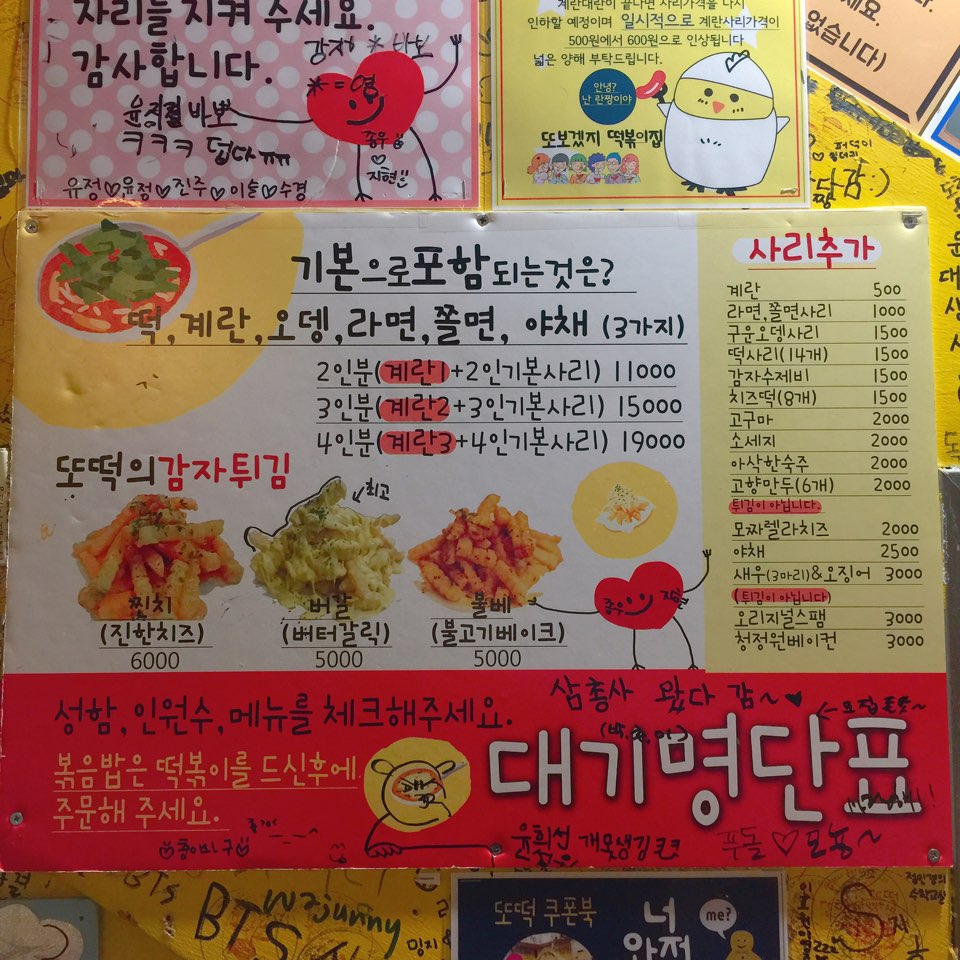 자리를 지켜 주세요.
감사합니다.
유정♡유정♡진주♡이슬♡수경
계란대란이 끝나면 사리가격을 다시
인하할 예정이며 일시적으로 계란사리가격이
500원에서 600원으로 인상됩니다
넓은 양해 부탁드립니다.
안녕?
난 란짱이야
또보겠지 떡볶이집
없습니다)
기본으로포함되는것은?
떡,계란,오뎅,라면,쫄면, 야채 (3가지)
2인분(계란1+2인기본사리) 11000
3인분(계란2+3인기본사리) 15000
4인분(계란3+4인기본사리) 19000
또떡의감자튀김
최고
찐치
(진한치즈)
6000
버갈
(버터갈릭)
5000
불베
(불고기베이크)
5000
사리추가
계란 500
라면,쫄면사리 1000
구운오뎅사리 1500
떡사리(14개) 1500
감자수제비 1500
치즈떡(8개) 1500
고구마 2000
소세지 2000
아삭한숙주 2000
고향만두(6개) 2000
튀김이 아닙니다.
모짜렐라치즈 2000
야채 2500
새우(3마리)&오징어 3000
(튀김이 아닙니다)
오리지널스팸 3000
청정원베이컨 3000
삼총사 왔다 감~♥
성함,인원수,메뉴를 체크해주세요.
볶음밥은 떡볶이를 드신후에
주문해 주세요.
대기명단표
윤희선 개못생김
BTS
wzjunny
BTS
또떡 쿠폰북
너
완전
me?